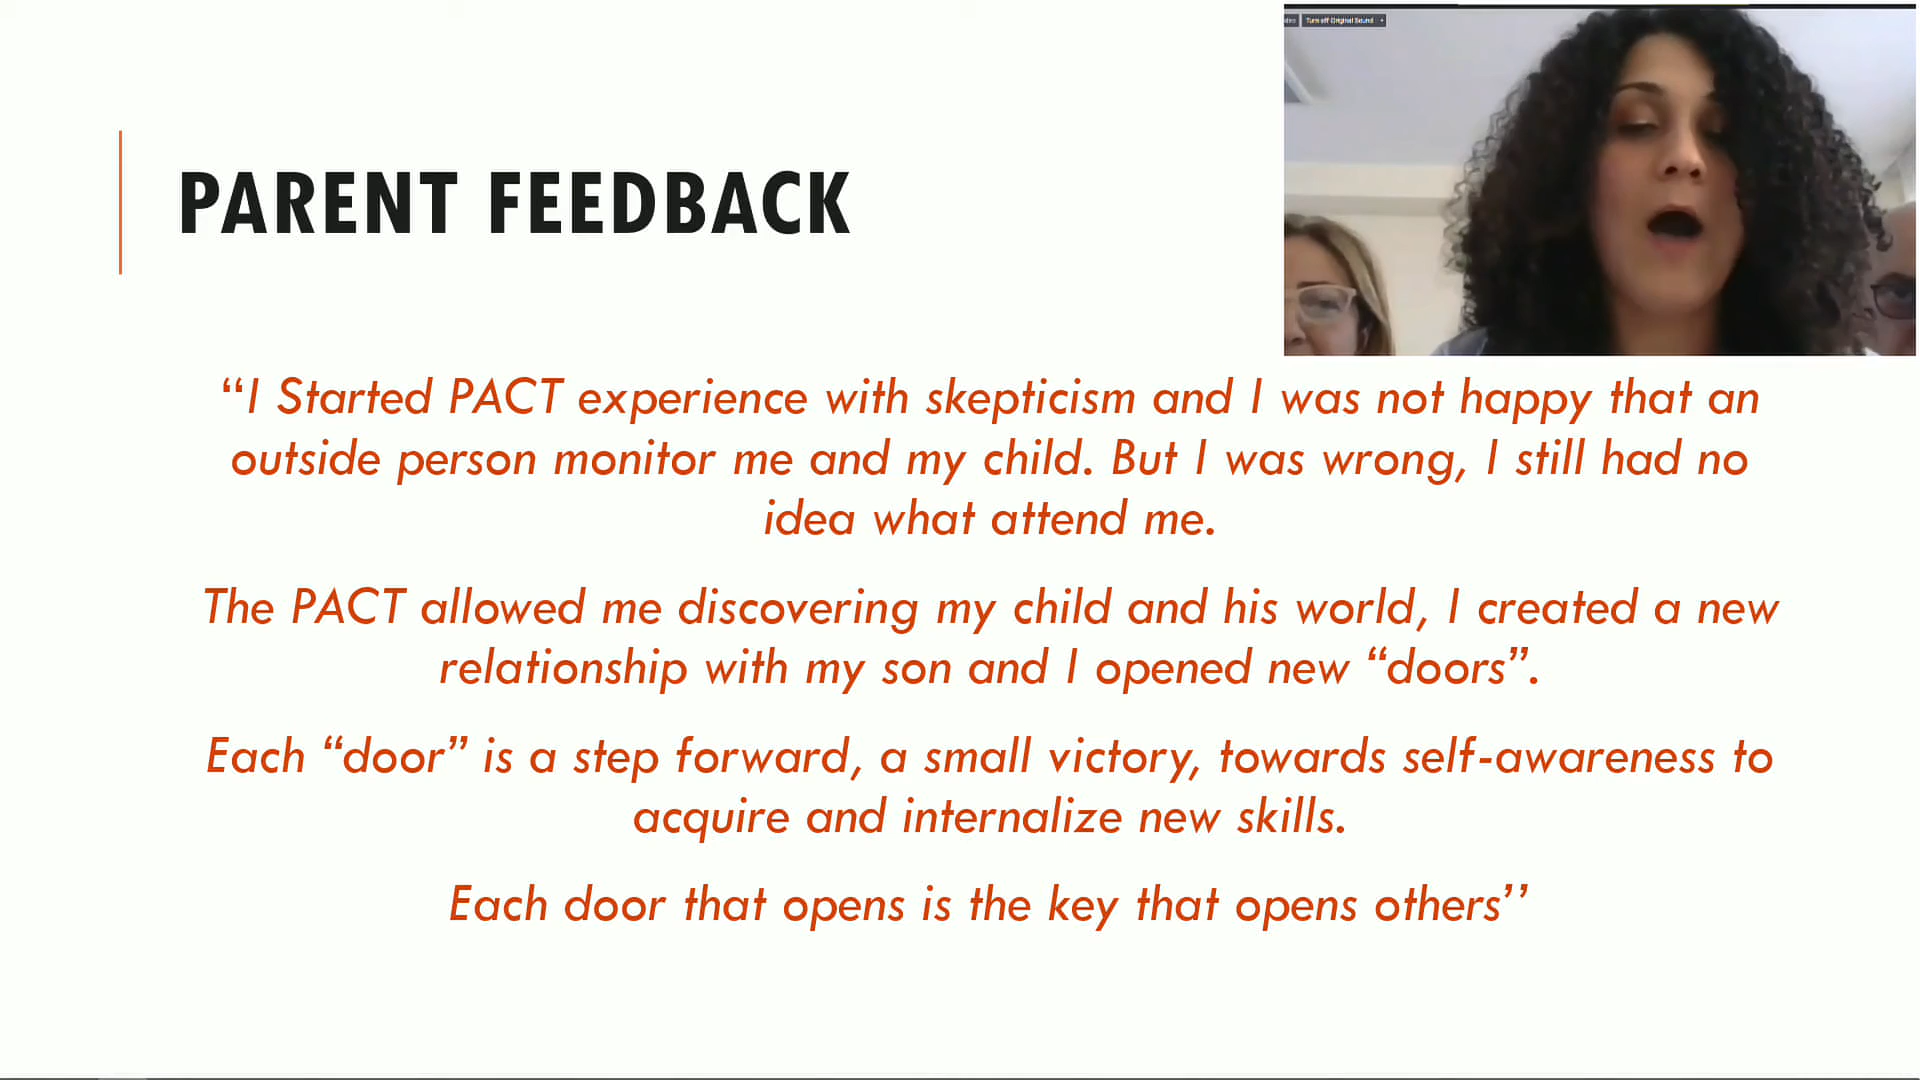 Turn off Original Sound
PARENT FEEDBACK
“I Started PACT experience with skepticism and I was not happy that an
outside person monitor me and my child. But I was wrong, I still had no
idea what attend me.
The PACT allowed me discovering my child and his world, I created a new
relationship with my son and I opened new “doors”.
Each “door” is a step forward, a small victory, towards self-awareness to
acquire and internalize new skills.
Each door that opens is the key that opens others’’